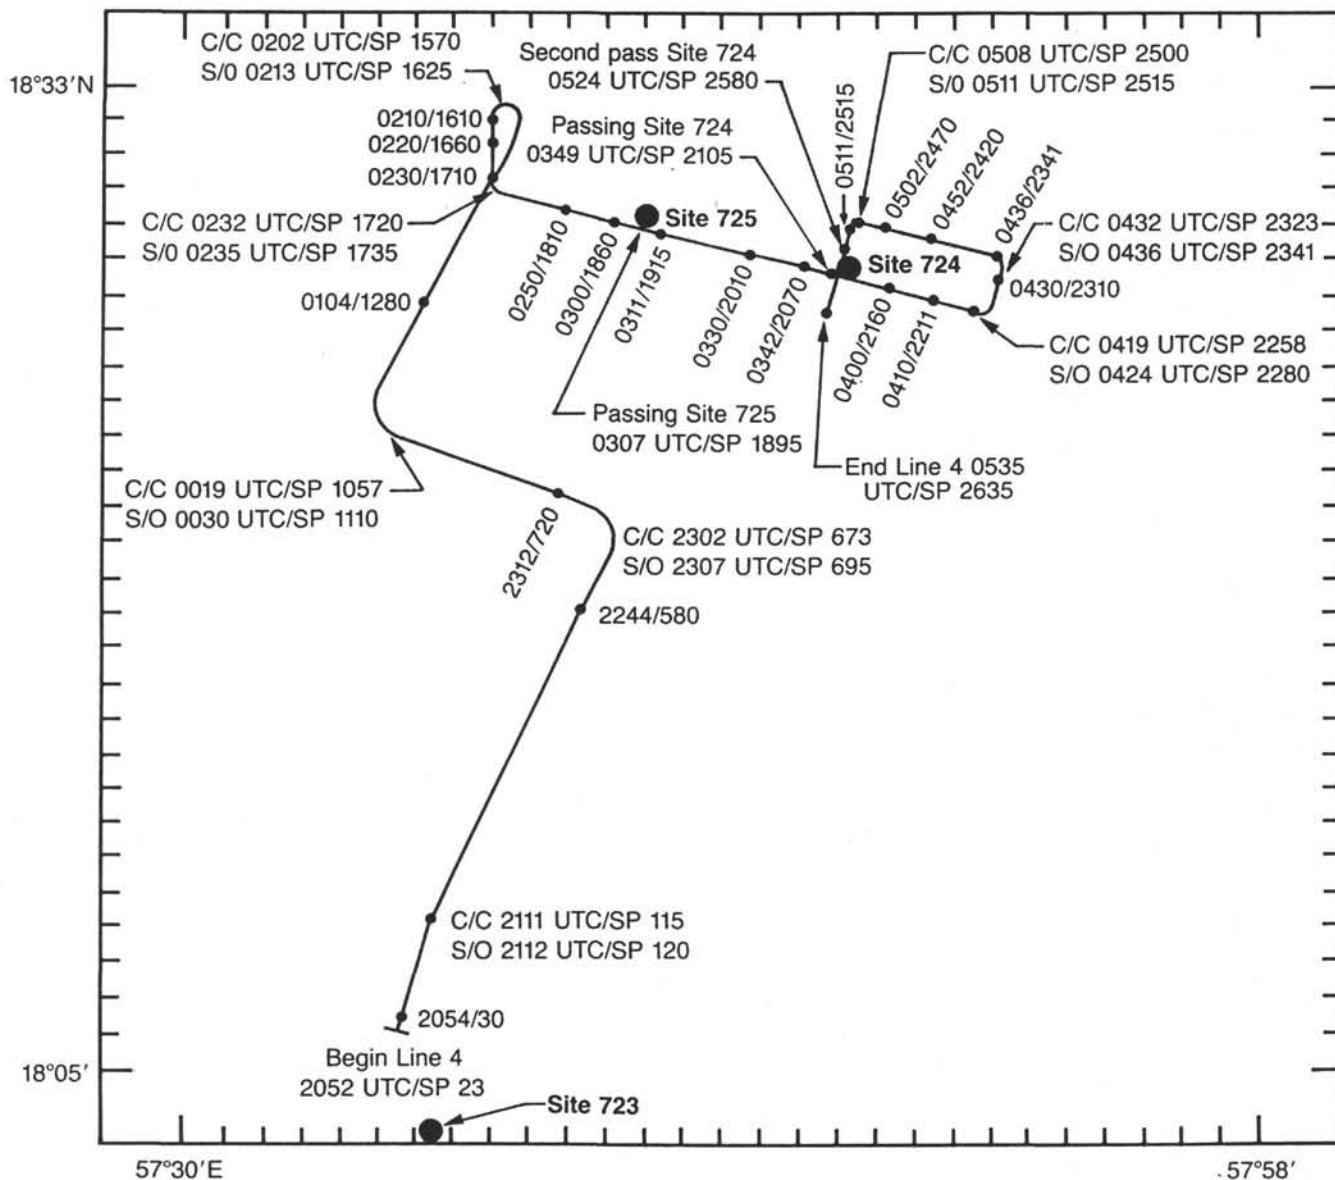 C/C 0202 UTC/SP 1570
S/0 0213 UTC/SP 1625
Second pass Site 724
0524 UTC/SP 2580
C/C 0508 UTC/SP 2500
S/0 0511 UTC/SP 2515
18°33′N
0210/1610
0220/1660
0230/1710
Passing Site 724
0349 UTC/SP 2105
0511/2515
0502/2470
0452/2420
0436/2341
C/C 0232 UTC/SP 1720
S/0 0235 UTC/SP 1735
Site 725
C/C 0432 UTC/SP 2323
S/O 0436 UTC/SP 2341
Site 724
0430/2310
0104/1280
0250/1810
0300/1860
0311/1915
0330/2010
0342/2070
0400/2160
0410/2211
C/C 0419 UTC/SP 2258
S/O 0424 UTC/SP 2280
Passing Site 725
0307 UTC/SP 1895
End Line 4 0535
UTC/SP 2635
C/C 0019 UTC/SP 1057
S/O 0030 UTC/SP 1110
2312/720
C/C 2302 UTC/SP 673
S/O 2307 UTC/SP 695
2244/580
C/C 2111 UTC/SP 115
S/O 2112 UTC/SP 120
2054/30
Begin Line 4
2052 UTC/SP 23
18°05′
Site 723
57°30′E
57°58′